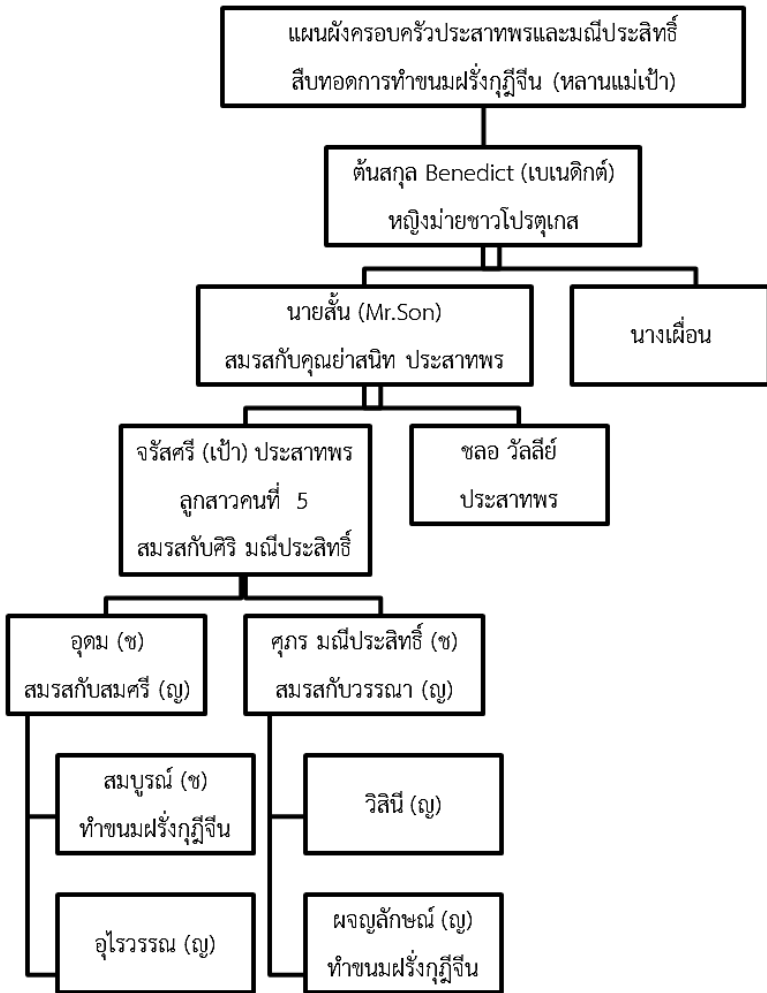 แผนผังครอบครัวประสาทพรและมณีประสิทธิ์
สืบทอดการทำขนมฝรั่งกุฎีจีน (หลานแม่เป้า)
ต้นสกุล Benedict (เบเนดิกต์)
หญิงม่ายชาวโปรตุเกส
นายสั้น (Mr.Son)
สมรสกับคุณย่าสนิท ประสาทพร
นางเผื่อน
จรัสศรี (เป้า) ประสาทพร
ลูกสาวคนที่ 5
สมรสกับศิริ มณีประสิทธิ์
ชลอ วัลลีย์
ประสาทพร
อุดม (ช)
สมรสกับสมศรี (ญ)
ศุภร มณีประสิทธิ์ (ช)
สมรสกับวรรณา (ญ)
สมบูรณ์ (ช)
ทำขนมฝรั่งกุฎีจีน
วิสินี (ญ)
อุไรวรรณ (ญ)
ผจญลักษณ์ (ญ)
ทำขนมฝรั่งกุฎีจีน